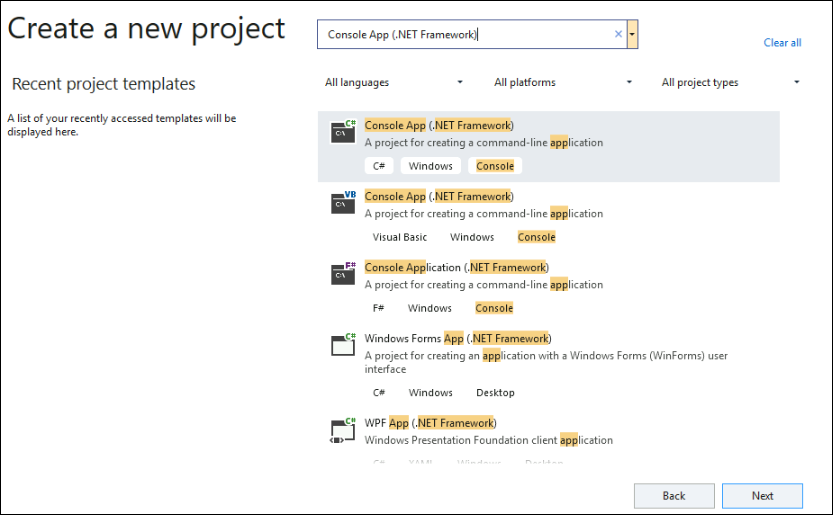 Create a new project
Console App (.NET Framework)
Clear all
Recent project templates
A list of your recently accessed templates will be
displayed here.
All languages
All platforms
All project types
C#
C:\
Console App (.NET Framework)
A project for creating a command-line application
C# Windows Console
VB
C:\
Console App (.NET Framework)
A project for creating a command-line application
Visual Basic Windows Console
F#
C:\
Console Application (.NET Framework)
A project for creating a command-line application
F# Windows Console
C#
Windows Forms App (.NET Framework)
A project for creating an application with a Windows Forms (WinForms) user
interface
C# Windows Desktop
C#
WPF App (.NET Framework)
Windows Presentation Foundation client application
C# XAML Windows Desktop
Back
Next